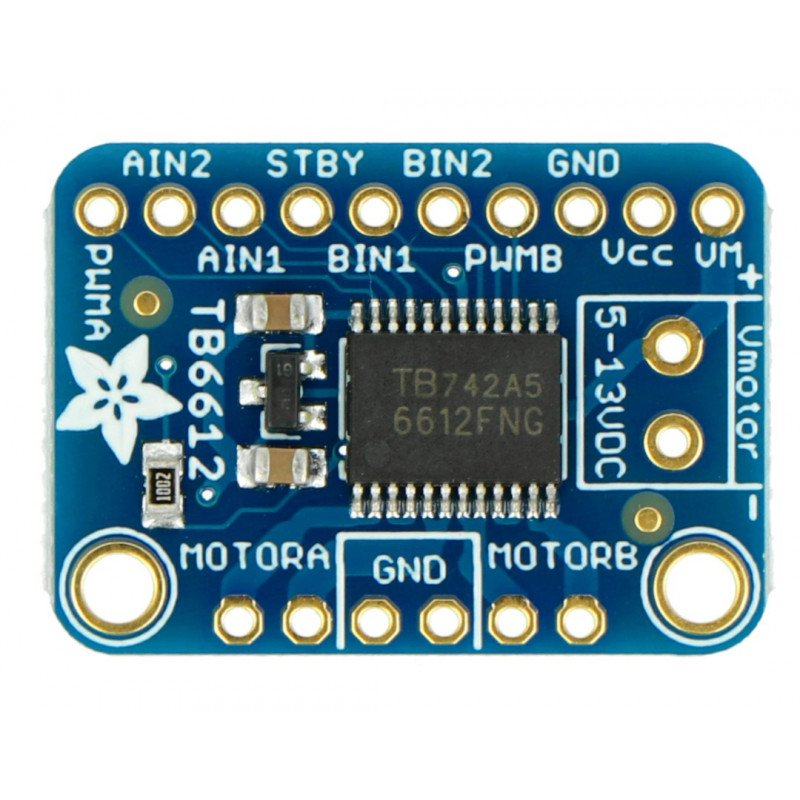 AIN2 STBY BIN2 GND
AIN1 BIN1 PWMB Vcc VM
PWMA
+
TB6612
TB742A5
6612FNG
5-13VDC
Vmotor
-
1002
MOTORA GND MOTORB